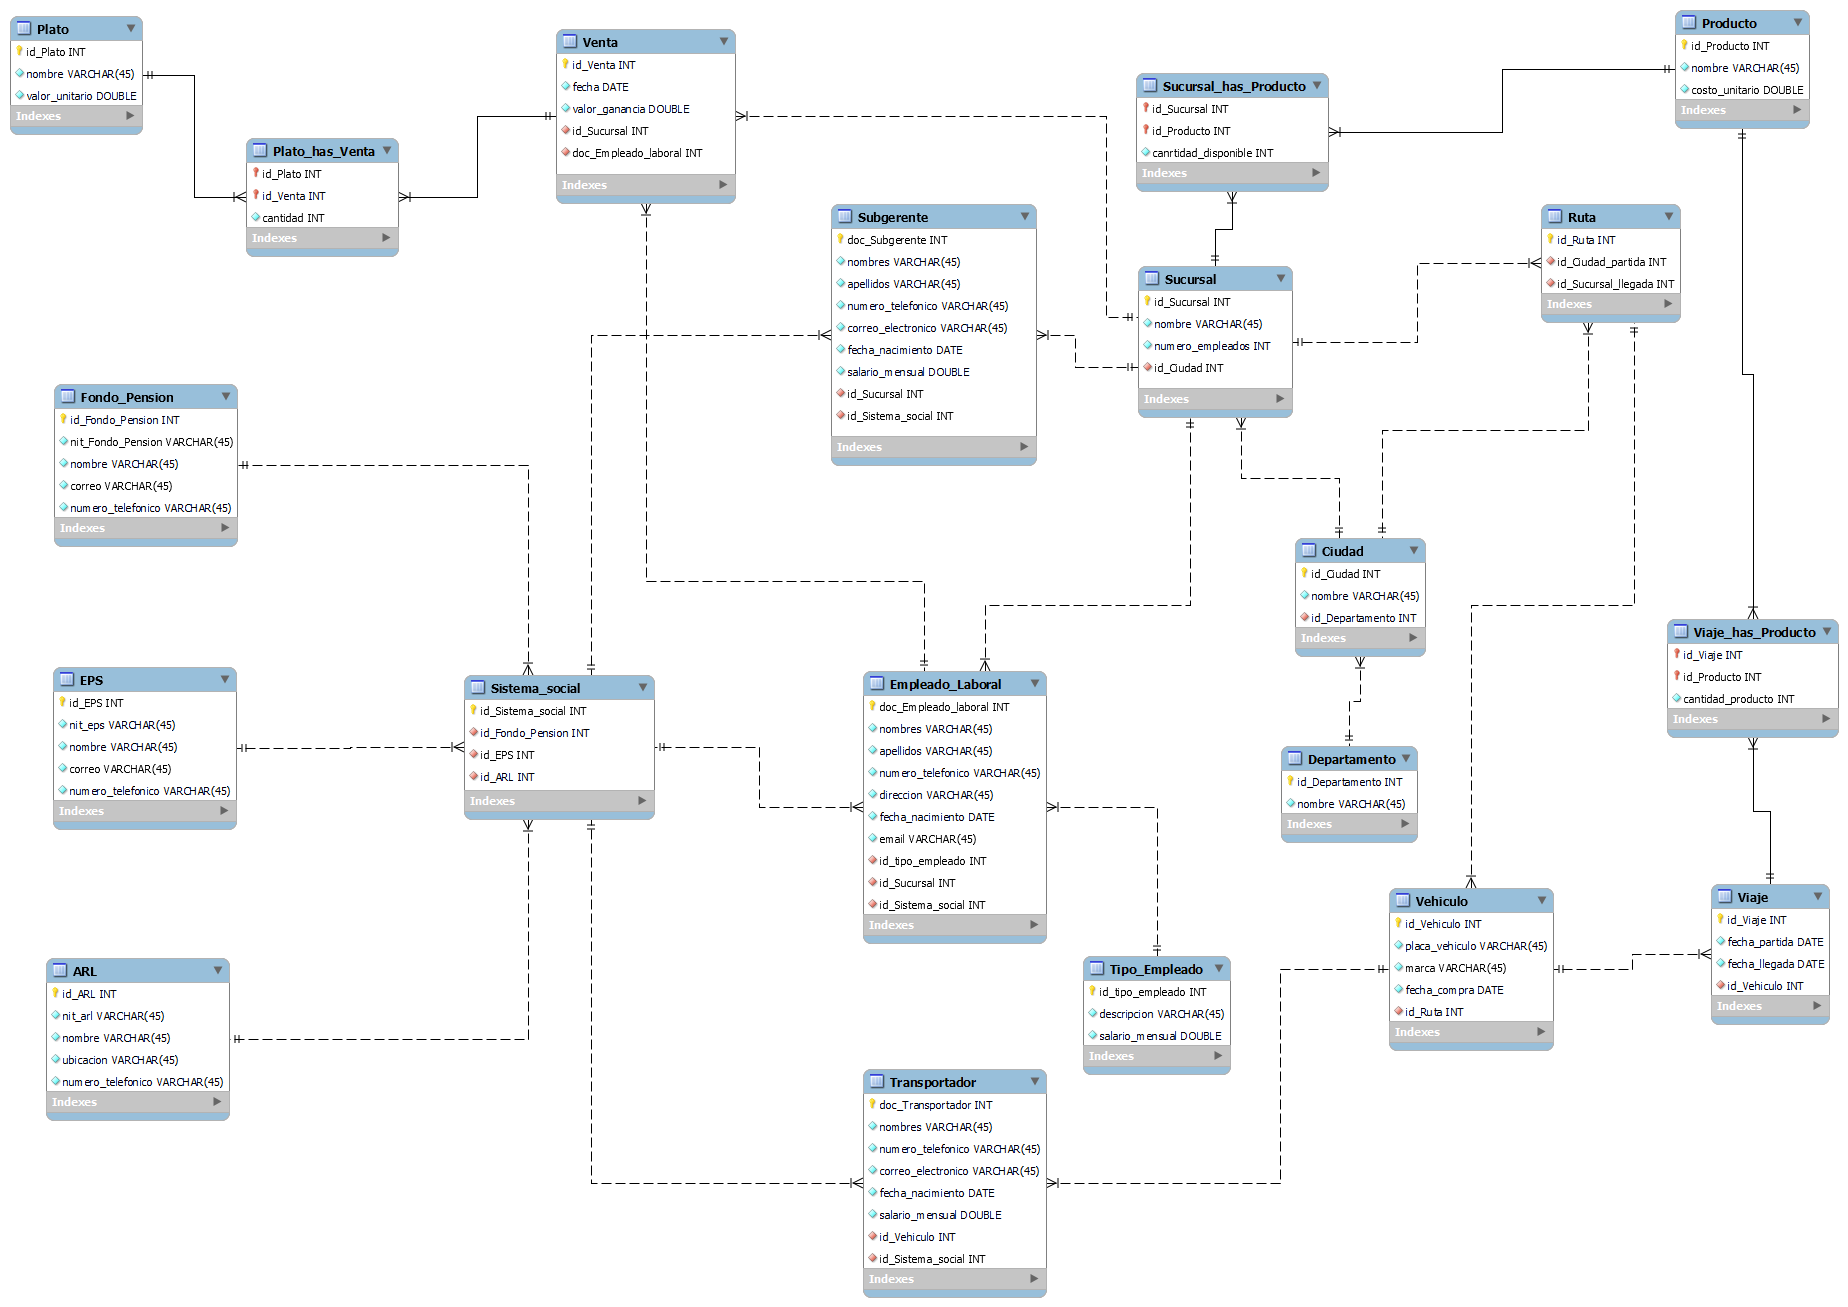 Plato
id_Plato INT
nombre VARCHAR(45)
valor_unitario DOUBLE
Indexes
Plato_has_Venta
id_Plato INT
id_Venta INT
cantidad INT
Indexes
Venta
id_Venta INT
fecha DATE
valor_ganancia DOUBLE
id_Sucursal INT
doc_Empleado_laboral INT
Indexes
Subgerente
doc_Subgerente INT
nombres VARCHAR(45)
apellidos VARCHAR(45)
numero_telefonico VARCHAR(45)
correo_electronico VARCHAR(45)
fecha_nacimiento DATE
salario_mensual DOUBLE
id_Sucursal INT
id_Sistema_social INT
Indexes
Sucursal_has_Producto
id_Sucursal INT
id_Producto INT
canrtidad_disponible INT
Indexes
Sucursal
id_Sucursal INT
nombre VARCHAR(45)
numero_empleados INT
id_Ciudad INT
Indexes
Producto
id_Producto INT
nombre VARCHAR(45)
costo_unitario DOUBLE
Indexes
Ruta
id_Ruta INT
id_Ciudad_partida INT
id_Sucursal_llegada INT
Indexes
Fondo_Pension
id_Fondo_Pension INT
nit_Fondo_Pension VARCHAR(45)
nombre VARCHAR(45)
correo VARCHAR(45)
numero_telefonico VARCHAR(45)
Indexes
EPS
id_EPS INT
nit_eps VARCHAR(45)
nombre VARCHAR(45)
correo VARCHAR(45)
numero_telefonico VARCHAR(45)
Indexes
ARL
id_ARL INT
nit_arl VARCHAR(45)
nombre VARCHAR(45)
ubicacion VARCHAR(45)
numero_telefonico VARCHAR(45)
Indexes
Sistema_social
id_Sistema_social INT
id_Fondo_Pension INT
id_EPS INT
id_ARL INT
Indexes
Empleado_Laboral
doc_Empleado_laboral INT
nombres VARCHAR(45)
apellidos VARCHAR(45)
numero_telefonico VARCHAR(45)
direccion VARCHAR(45)
fecha_nacimiento DATE
email VARCHAR(45)
id_tipo_empleado INT
id_Sucursal INT
id_Sistema_social INT
Indexes
Ciudad
id_Ciudad INT
nombre VARCHAR(45)
id_Departamento INT
Indexes
Departamento
id_Departamento INT
nombre VARCHAR(45)
Indexes
Viaje_has_Producto
id_Viaje INT
id_Producto INT
cantidad_producto INT
Indexes
Vehiculo
id_Vehiculo INT
placa_vehiculo VARCHAR(45)
marca VARCHAR(45)
fecha_compra DATE
id_Ruta INT
Indexes
Viaje
id_Viaje INT
fecha_partida DATE
fecha_llegada DATE
id_Vehiculo INT
Indexes
Tipo_Empleado
id_tipo_empleado INT
descripcion VARCHAR(45)
salario_mensual DOUBLE
Indexes
Transportador
doc_Transportador INT
nombres VARCHAR(45)
numero_telefonico VARCHAR(45)
correo_electronico VARCHAR(45)
fecha_nacimiento DATE
salario_mensual DOUBLE
id_Vehiculo INT
id_Sistema_social INT
Indexes